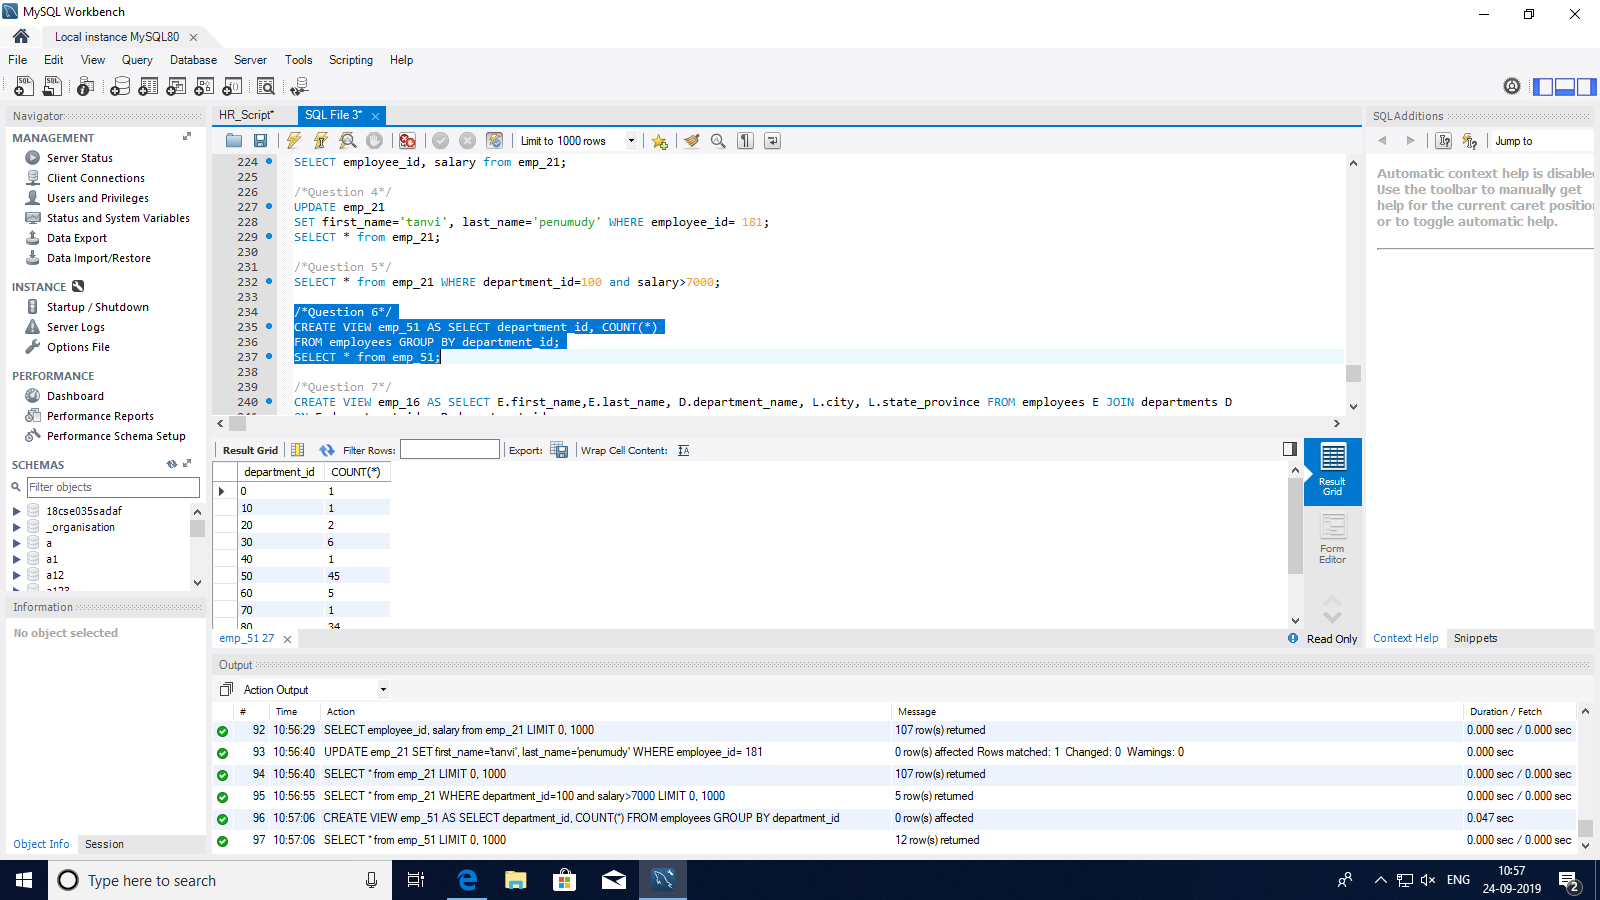 MySQL Workbench
Local instance MySQL80
File Edit View Query Database Server Tools Scripting Help
Navigator
MANAGEMENT
Server Status
Client Connections
Users and Privileges
Status and System Variables
Data Export
Data Import/Restore
INSTANCE
Startup / Shutdown
Server Logs
Options File
PERFORMANCE
Dashboard
Performance Reports
Performance Schema Setup
SCHEMAS
Filter objects
18cse035sadaf
_organisation
a
a1
a12
a123
Information
No object selected
Object Info Session
HR_Script* SQL File 3*
Limit to 1000 rows
224 SELECT employee_id, salary from emp_21;
225
226 /*Question 4*/
227 UPDATE emp_21
228 SET first_name='tanvi', last_name='penumudy' WHERE employee_id= 181;
229 SELECT * from emp_21;
230
231 /*Question 5*/
232 SELECT * from emp_21 WHERE department_id=100 and salary>7000;
233
234 /*Question 6*/
235 CREATE VIEW emp_51 AS SELECT department_id, COUNT(*)
236 FROM employees GROUP BY department_id;
237 SELECT * from emp_51;
238
239 /*Question 7*/
240 CREATE VIEW emp_16 AS SELECT E.first_name,E.last_name, D.department_name, L.city, L.state_province FROM employees E JOIN departments D
Result Grid Filter Rows: Export: Wrap Cell Content:
department_id COUNT(*)
0 1
10 1
20 2
30 6
40 1
50 45
60 5
70 1
80 34
Result Grid
Form Editor
emp_51 27
Read Only
SQLAdditions
Jump to
Automatic context help is disable
Use the toolbar to manually get
help for the current caret position
or to toggle automatic help.
Context Help Snippets
Output
Action Output
# Time Action Message Duration / Fetch
92 10:56:29 SELECT employee_id, salary from emp_21 LIMIT 0, 1000 107 row(s) returned 0.000 sec / 0.000 sec
93 10:56:40 UPDATE emp_21 SET first_name='tanvi', last_name='penumudy' WHERE employee_id= 181 0 row(s) affected Rows matched: 1 Changed: 0 Warnings: 0 0.000 sec
94 10:56:40 SELECT * from emp_21 LIMIT 0, 1000 107 row(s) returned 0.000 sec / 0.000 sec
95 10:56:55 SELECT * from emp_21 WHERE department_id=100 and salary>7000 LIMIT 0, 1000 5 row(s) returned 0.000 sec / 0.000 sec
96 10:57:06 CREATE VIEW emp_51 AS SELECT department_id, COUNT(*) FROM employees GROUP BY department_id 0 row(s) affected 0.047 sec
97 10:57:06 SELECT * from emp_51 LIMIT 0, 1000 12 row(s) returned 0.000 sec / 0.000 sec
Type here to search
ENG
10:57
24-09-2019
2